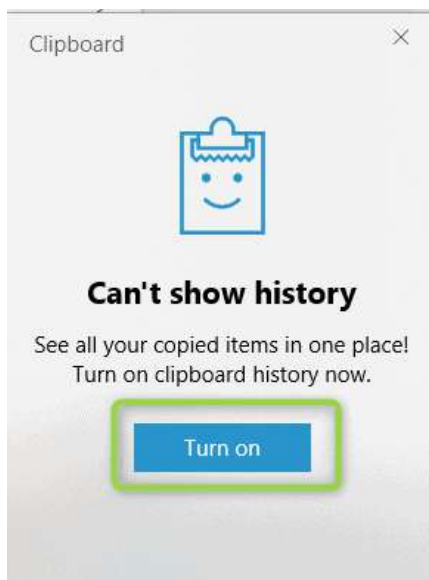 Clipboard
Can't show history
See all your copied items in one place!
Turn on clipboard history now.
Turn on